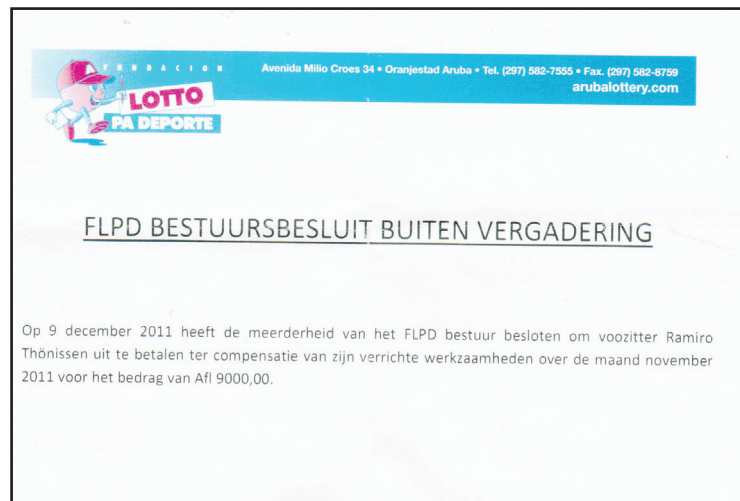 FUNDACION
LOTTO
PA DEPORTE
Avenida Milio Croes 34 • Oranjestad Aruba • Tel. (297) 582-7555 • Fax. (297) 582-8759
arubalottery.com
FLPD BESTUURSBESLUIT BUITEN VERGADERING
Op 9 december 2011 heeft de meerderheid van het FLPD bestuur besloten om voozitter Ramiro
Thönissen uit te betalen ter compensatie van zijn verrichte werkzaamheden over de maand november
2011 voor het bedrag van Afl 9000,00.